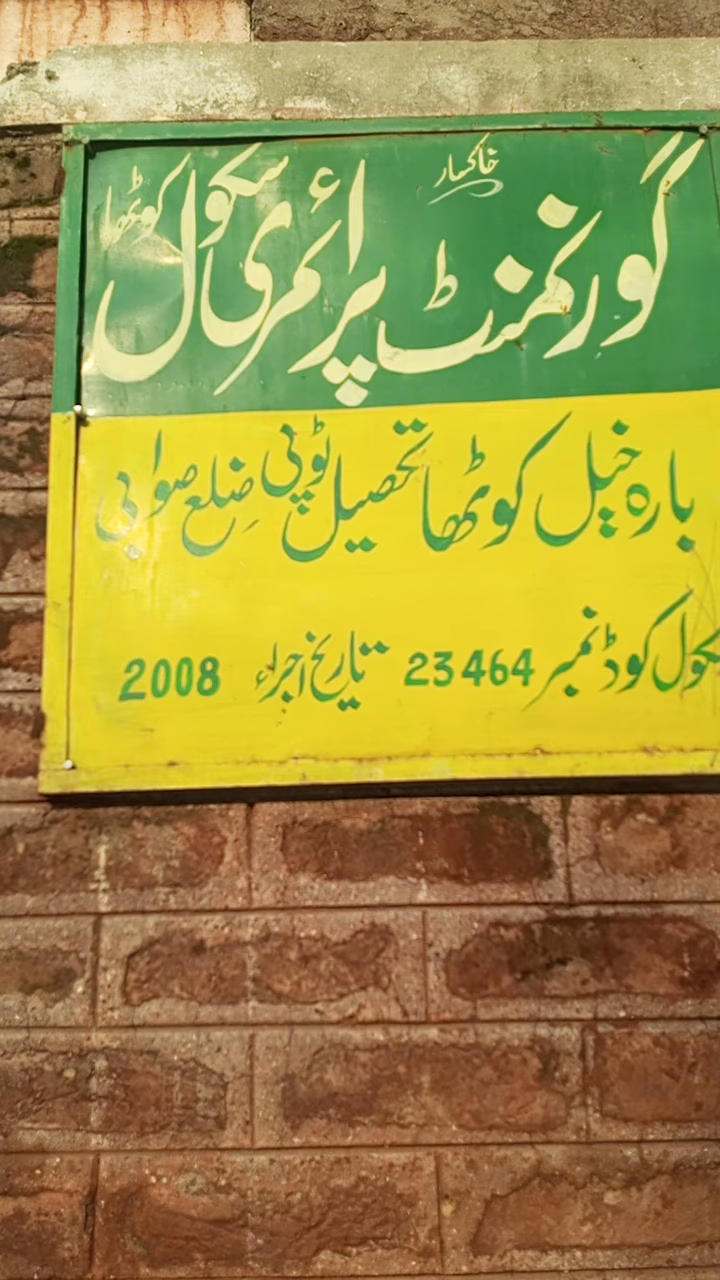 خاکسار
گورنمنٹ پرائمری سکول کوٹھا
بارہ خیل کوٹھا تحصیل ٹوپی ضلع صوابی
سکول کوڈ نمبر 23464 تاریخ اجراء 2008